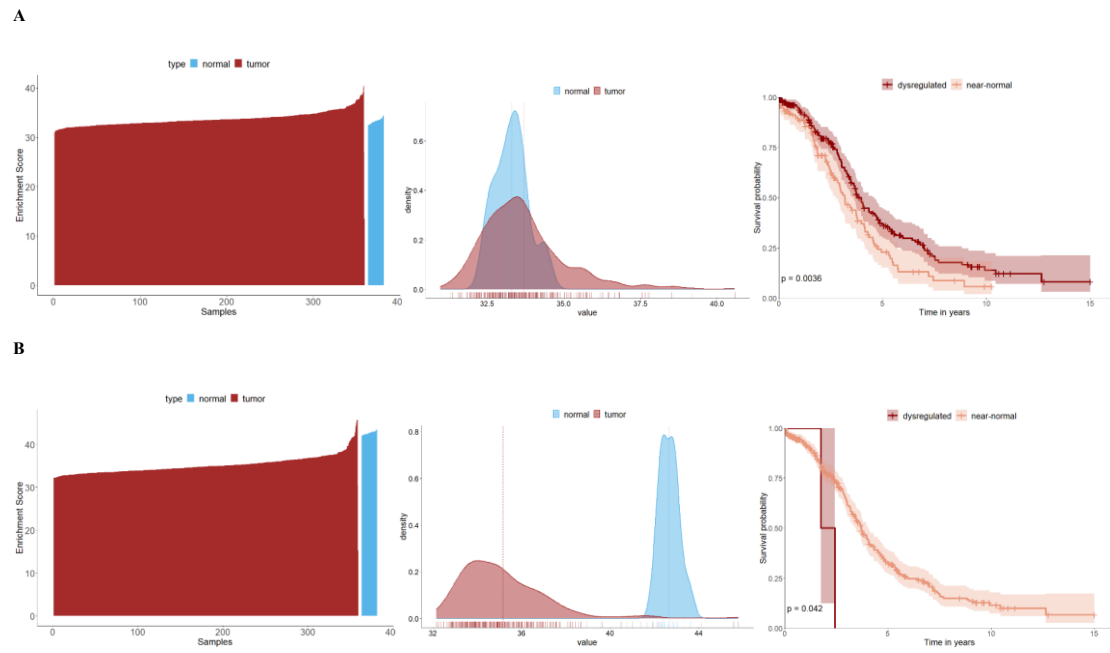 A
type normal tumor
Enrichment Score
40
30
20
10
0
0 100 200 300 40
Samples
normal tumor
density
0.6
0.4
0.2
0.0
32.5 35.0 37.5 40.0
value
dysregulated near-normal
Survival probability
1.00
0.75
0.50
0.25
0.00
p = 0.0036
0 5 10 15
Time in years
B
type normal tumor
Enrichment Score
40
30
20
10
0
0 100 200 300 40
Samples
normal tumor
density
0.8
0.6
0.4
0.2
0.0
32 36 40 44
value
dysregulated near-normal
Survival probability
1.00
0.75
0.50
0.25
0.00
p = 0.042
0 5 10 15
Time in years